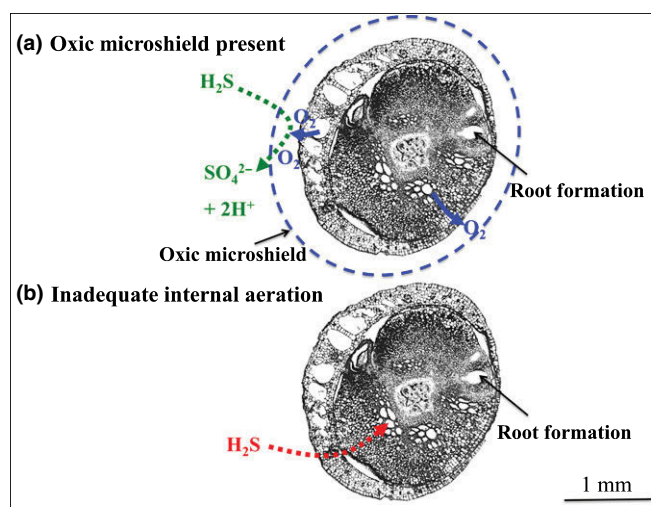 (a) Oxic microshield present
H₂S
O₂
O₂
SO₄²⁻
+ 2H⁺
Root formation
O₂
Oxic microshield
(b) Inadequate internal aeration
Root formation
H₂S
1 mm